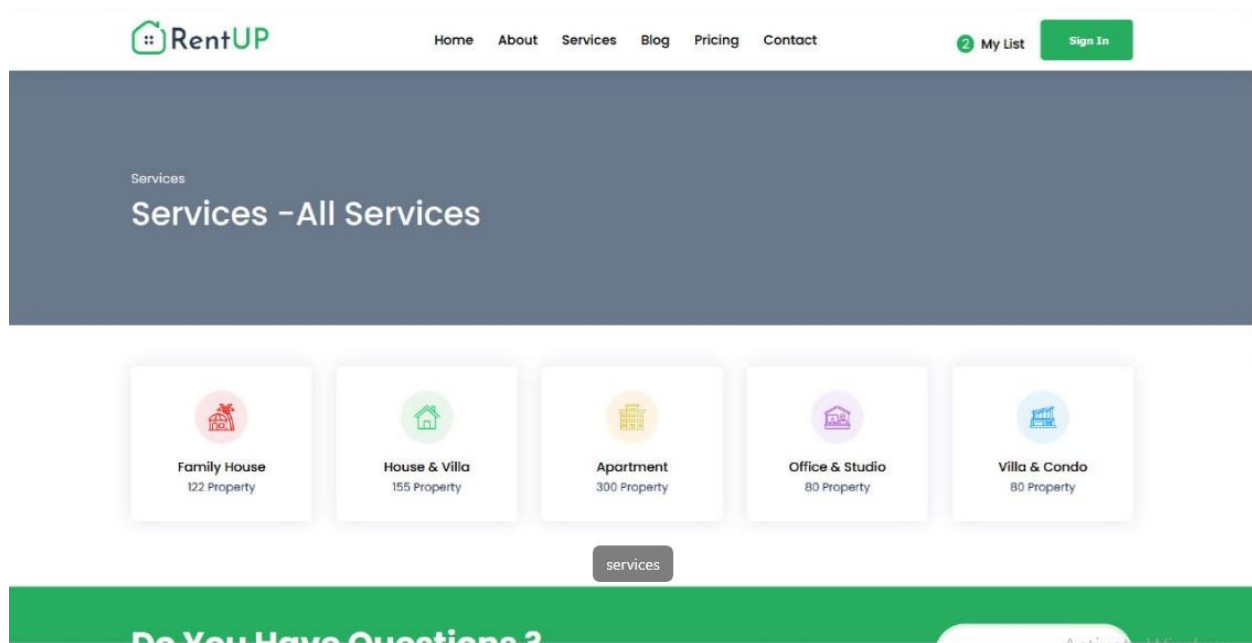 RentUP
Home About Services Blog Pricing Contact
2 My List
Sign In
Services
Services -All Services
Family House
122 Property
House & Villa
155 Property
Apartment
300 Property
Office & Studio
80 Property
Villa & Condo
80 Property
services
Do You Have Questions ?
Activate Windows